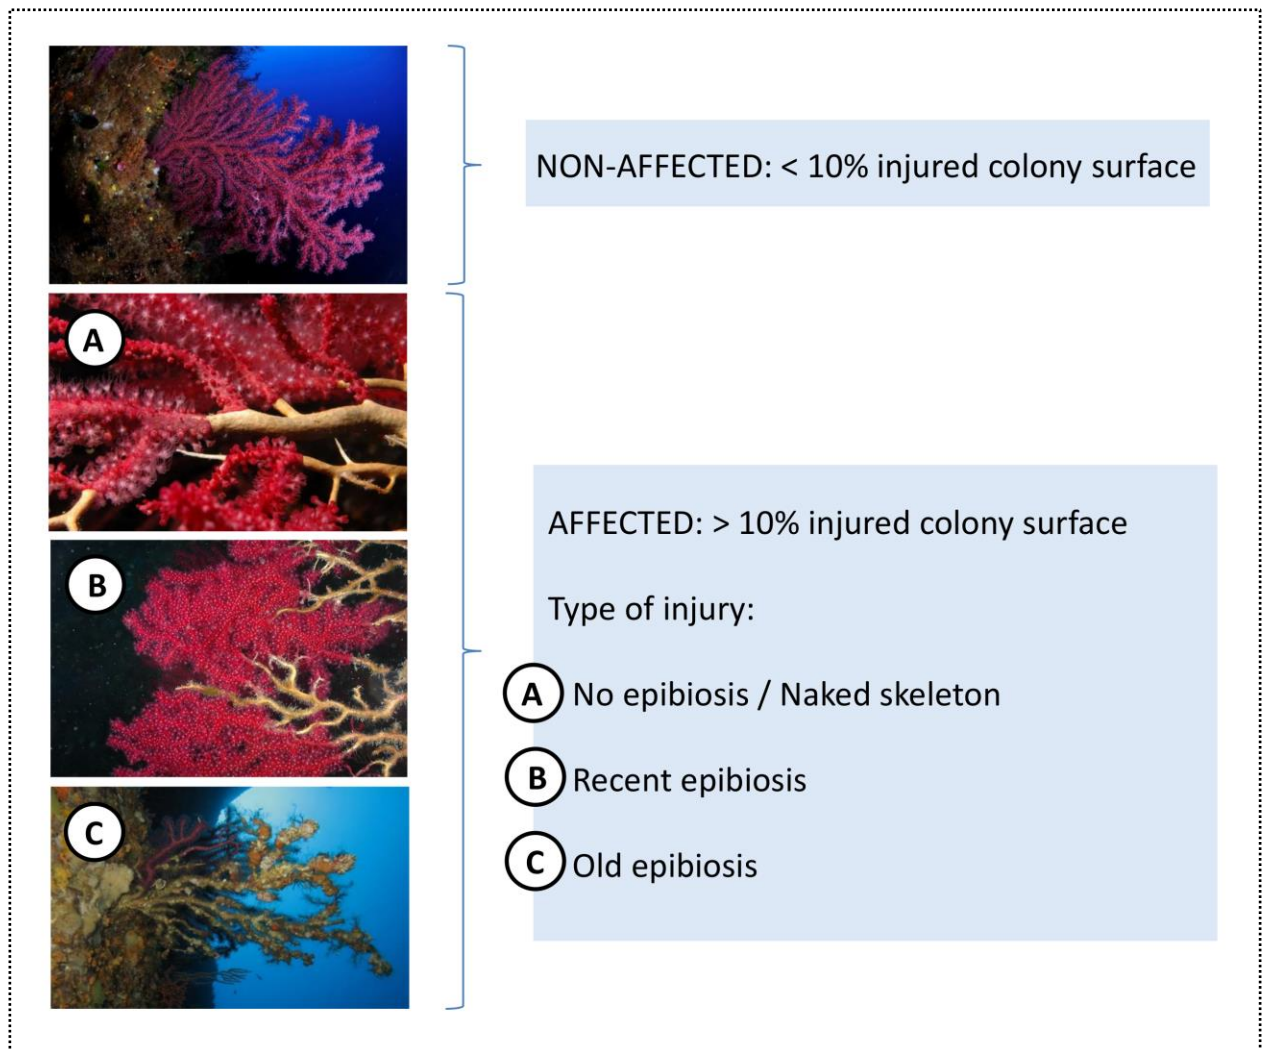 NON-AFFECTED: < 10% injured colony surface
A
B
C
AFFECTED: > 10% injured colony surface
Type of injury:
A No epibiosis / Naked skeleton
B Recent epibiosis
C Old epibiosis